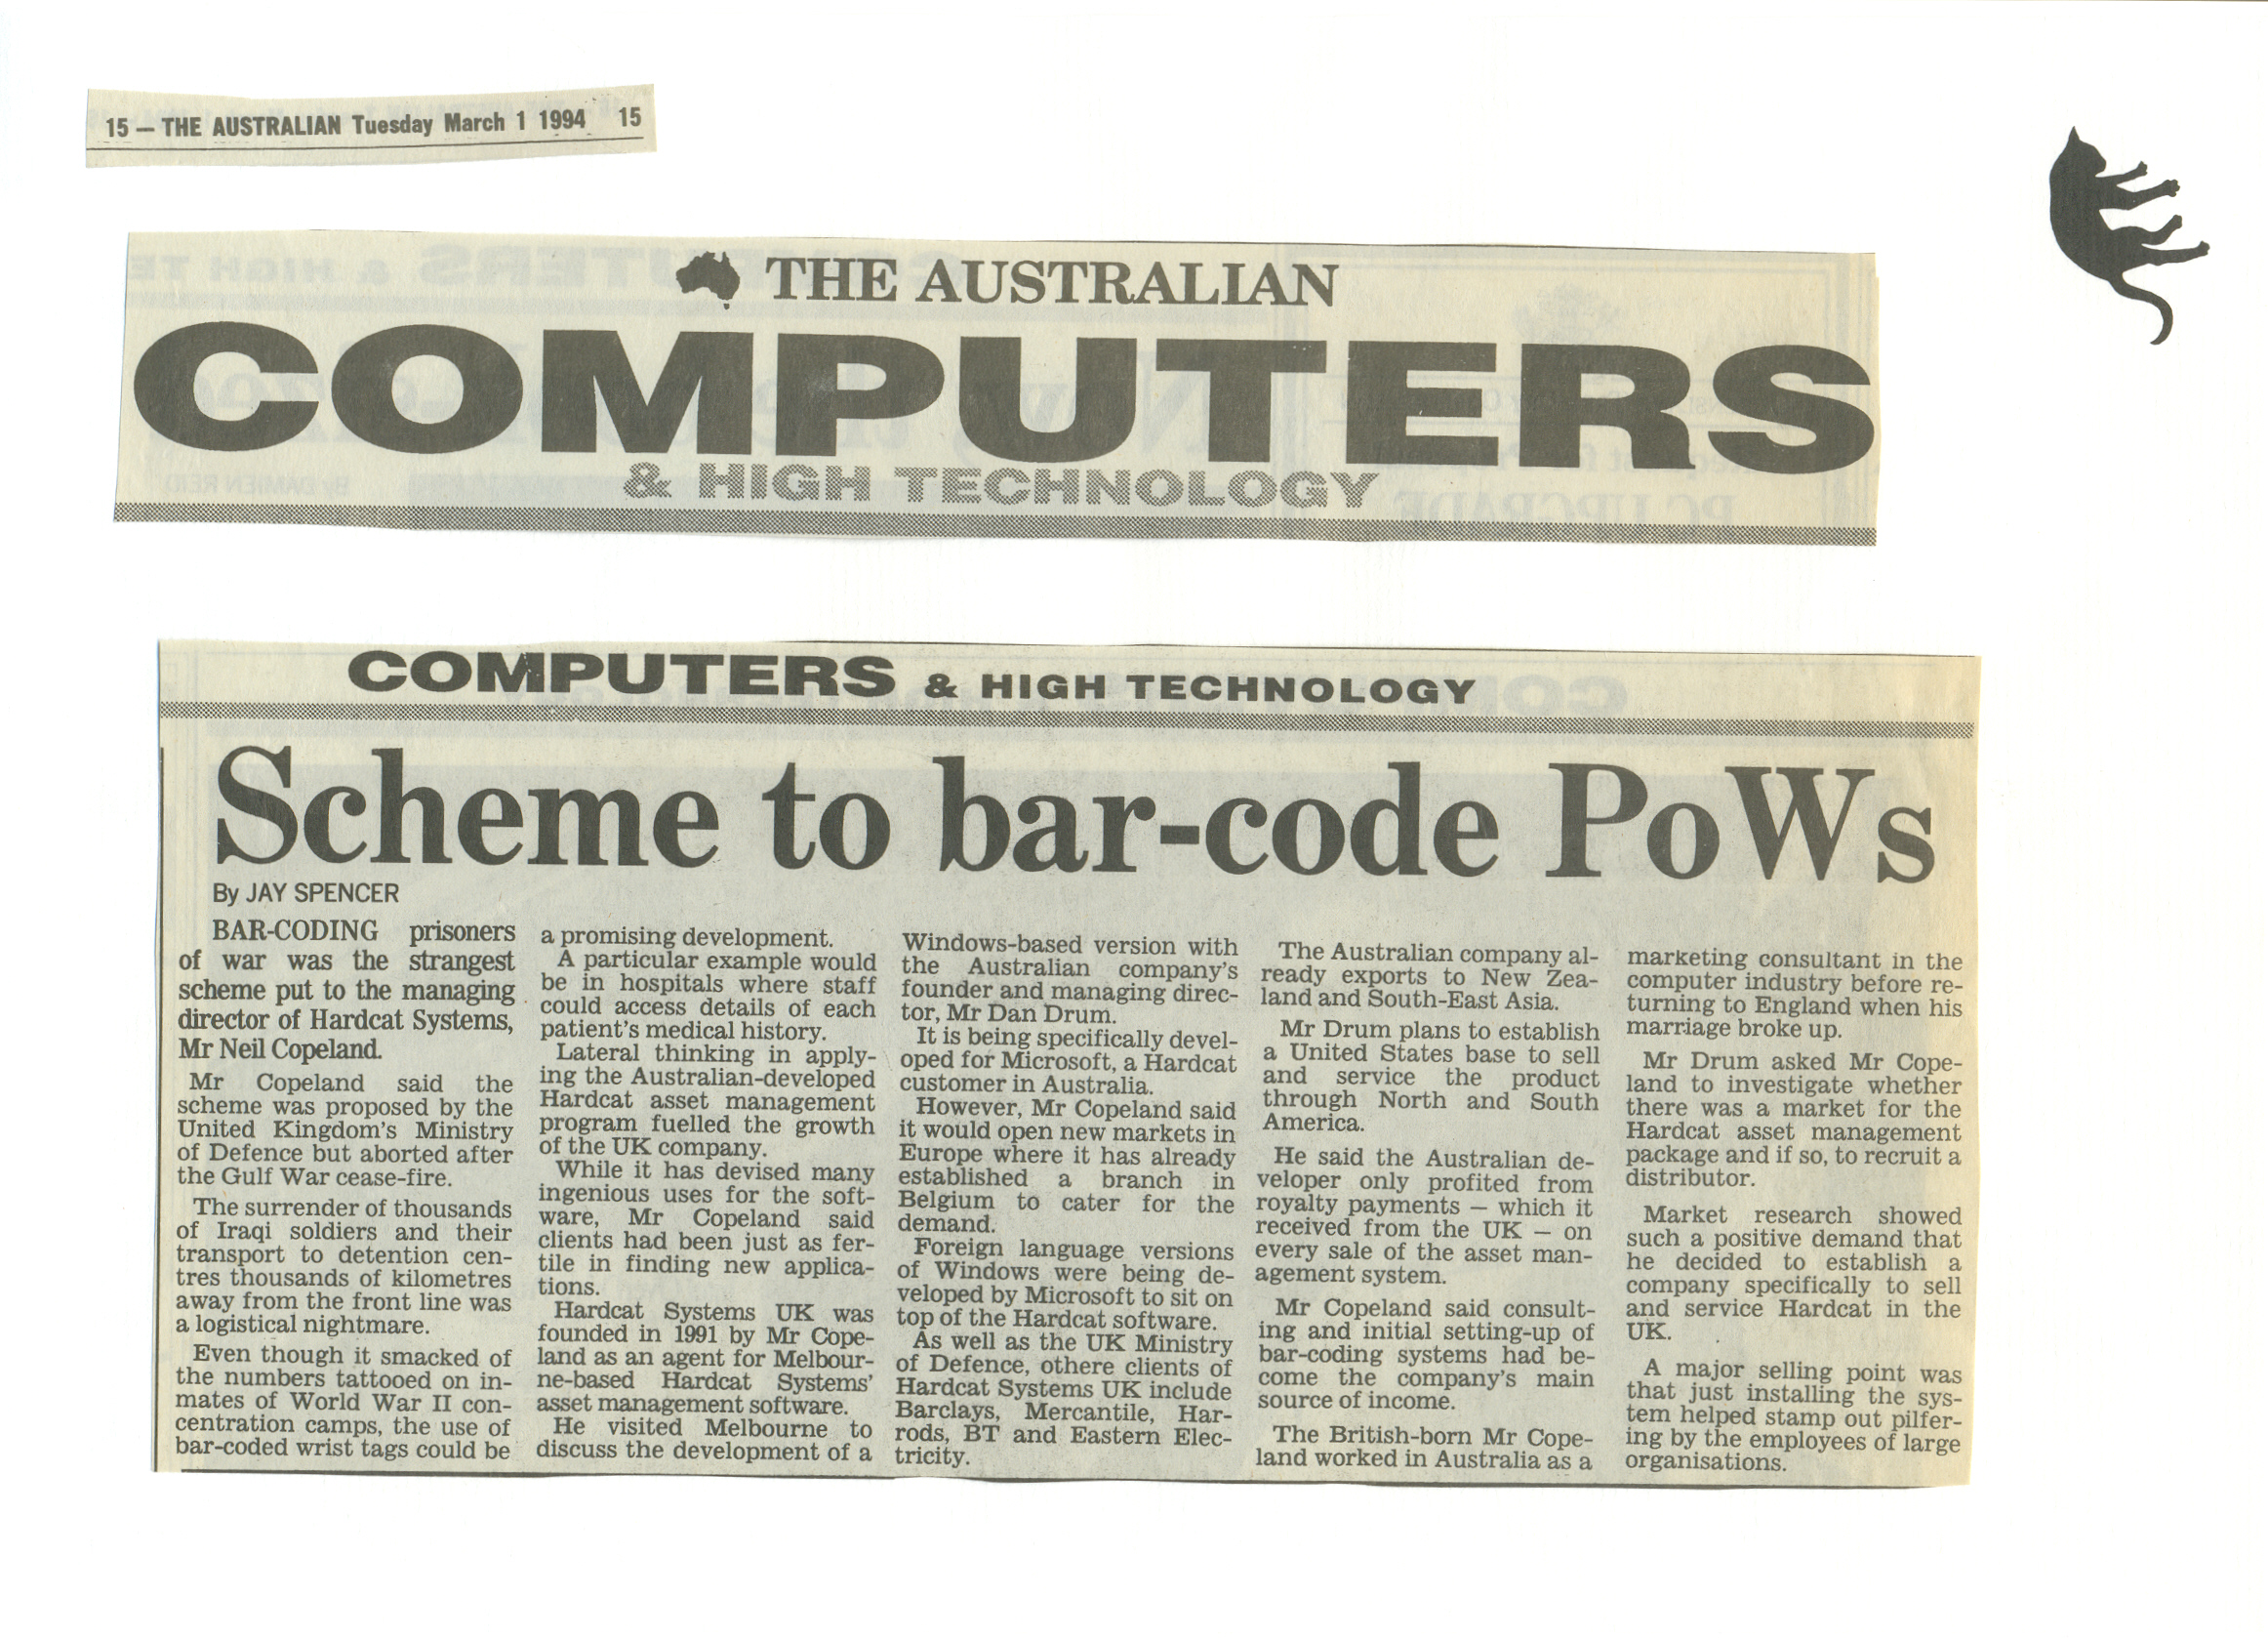 15 — THE AUSTRALIAN Tuesday March 1 1994 15
THE AUSTRALIAN
COMPUTERS
& HIGH TECHNOLOGY
COMPUTERS & HIGH TECHNOLOGY
Scheme to bar-code PoWs
By JAY SPENCER
BAR-CODING prisoners
of war was the strangest
scheme put to the managing
director of Hardcat Systems,
Mr Neil Copeland.
Mr Copeland said the
scheme was proposed by the
United Kingdom's Ministry
of Defence but aborted after
the Gulf War cease-fire.
The surrender of thousands
of Iraqi soldiers and their
transport to detention cen-
tres thousands of kilometres
away from the front line was
a logistical nightmare.
Even though it smacked of
the numbers tattooed on in-
mates of World War II con-
centration camps, the use of
bar-coded wrist tags could be
a promising development.
A particular example would
be in hospitals where staff
could access details of each
patient's medical history.
Lateral thinking in apply-
ing the Australian-developed
Hardcat asset management
program fuelled the growth
of the UK company.
While it has devised many
ingenious uses for the soft-
ware, Mr Copeland said
clients had been just as fer-
tile in finding new applica-
tions.
Hardcat Systems UK was
founded in 1991 by Mr Cope-
land as an agent for Melbour-
ne-based Hardcat Systems'
asset management software.
He visited Melbourne to
discuss the development of a
Windows-based version with
the Australian company's
founder and managing direc-
tor, Mr Dan Drum.
It is being specifically devel-
oped for Microsoft, a Hardcat
customer in Australia.
However, Mr Copeland said
it would open new markets in
Europe where it has already
established a branch in
Belgium to cater for the
demand.
Foreign language versions
of Windows were being de-
veloped by Microsoft to sit on
top of the Hardcat software.
As well as the UK Ministry
of Defence, othere clients of
Hardcat Systems UK include
Barclays, Mercantile, Har-
rods, BT and Eastern Elec-
tricity.
The Australian company al-
ready exports to New Zea-
land and South-East Asia.
Mr Drum plans to establish
a United States base to sell
and service the product
through North and South
America.
He said the Australian de-
veloper only profited from
royalty payments — which it
received from the UK — on
every sale of the asset man-
agement system.
Mr Copeland said consult-
ing and initial setting-up of
bar-coding systems had be-
come the company's main
source of income.
The British-born Mr Cope-
land worked in Australia as a
marketing consultant in the
computer industry before re-
turning to England when his
marriage broke up.
Mr Drum asked Mr Cope-
land to investigate whether
there was a market for the
Hardcat asset management
package and if so, to recruit a
distributor.
Market research showed
such a positive demand that
he decided to establish a
company specifically to sell
and service Hardcat in the
UK.
A major selling point was
that just installing the sys-
tem helped stamp out pilfer-
ing by the employees of large
organisations.